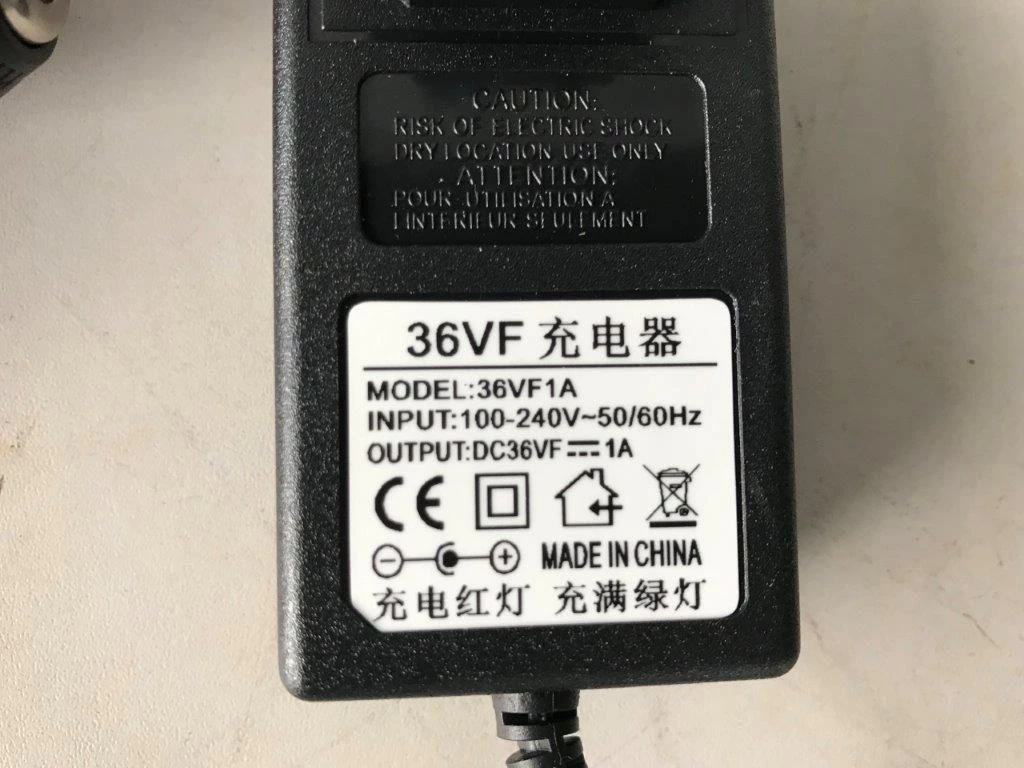 CAUTION:
RISK OF ELECTRIC SHOCK
DRY LOCATION USE ONLY
ATTENTION:
POUR UTILISATION A
LINTERIEUR SEULEMENT
36VF 充电器
MODEL:36VF1A
INPUT:100-240V~50/60Hz
OUTPUT:DC36VF⎓1A
CE
MADE IN CHINA
充电红灯 充满绿灯